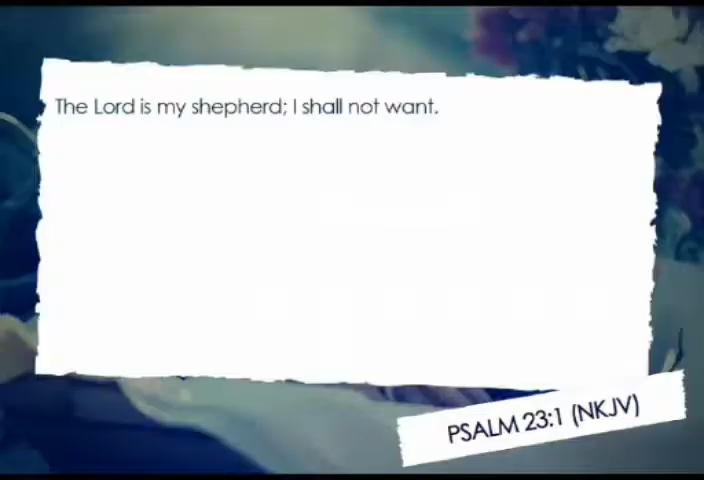 The Lord is my shepherd; I shall not want.
PSALM 23:1 (NKJV)